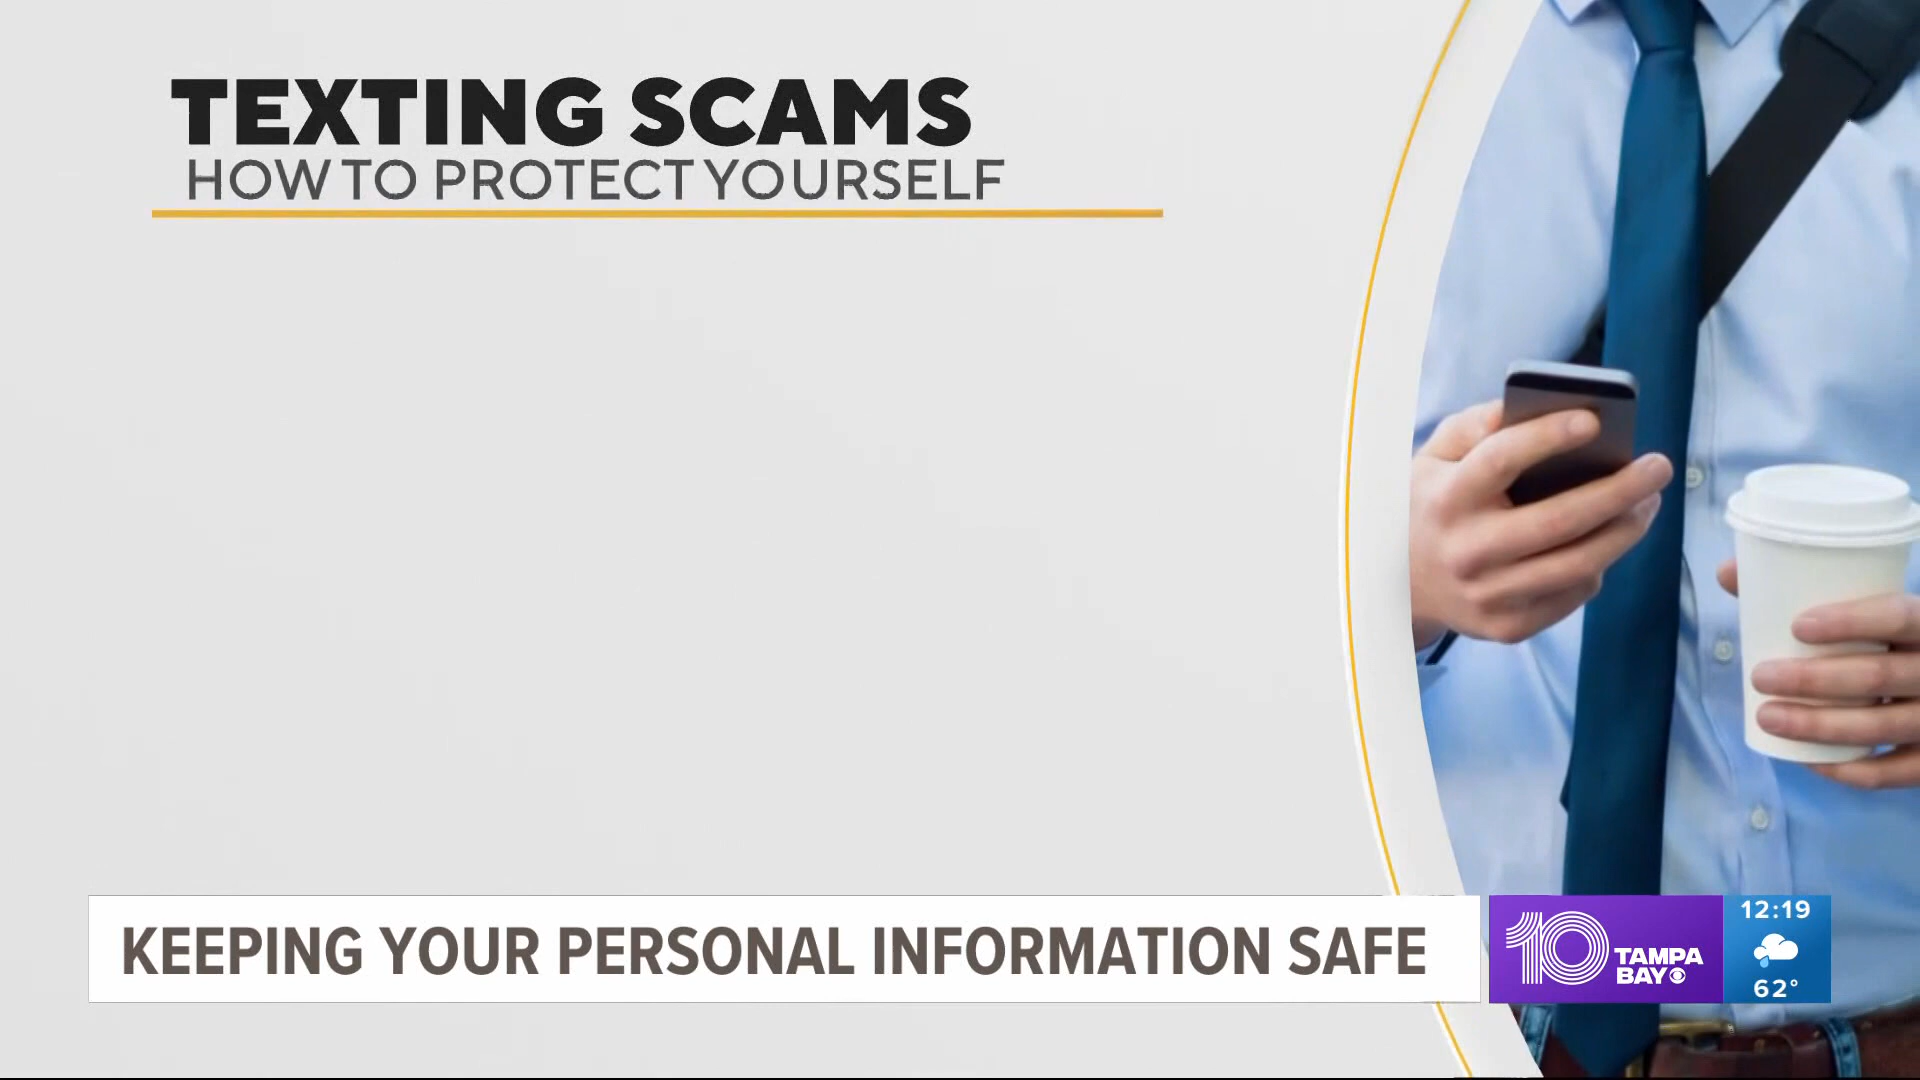 TEXTING SCAMS
HOW TO PROTECT YOURSELF
KEEPING YOUR PERSONAL INFORMATION SAFE
10 TAMPA BAY
12:19
62°